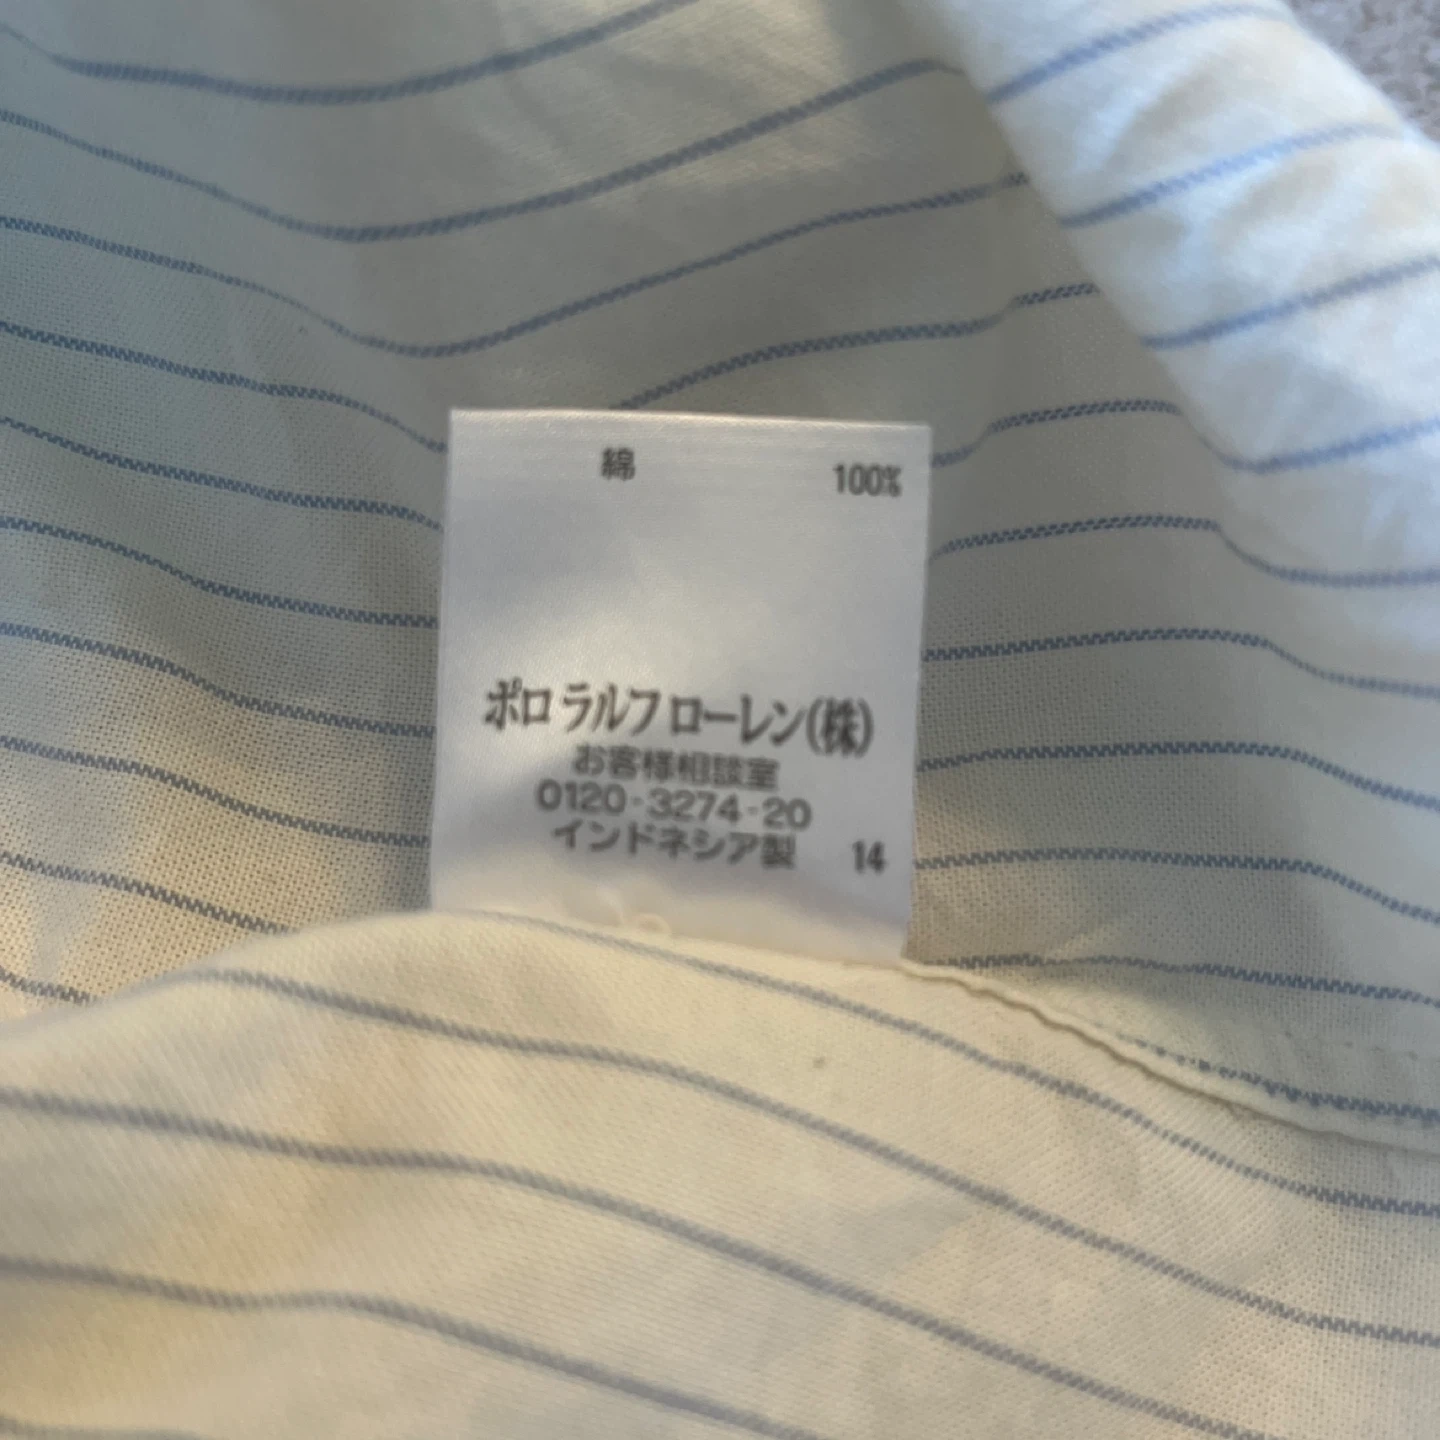 綿 100%
ポロ ラルフ ローレン(株)
お客様相談室
0120-3274-20
インドネシア製 14